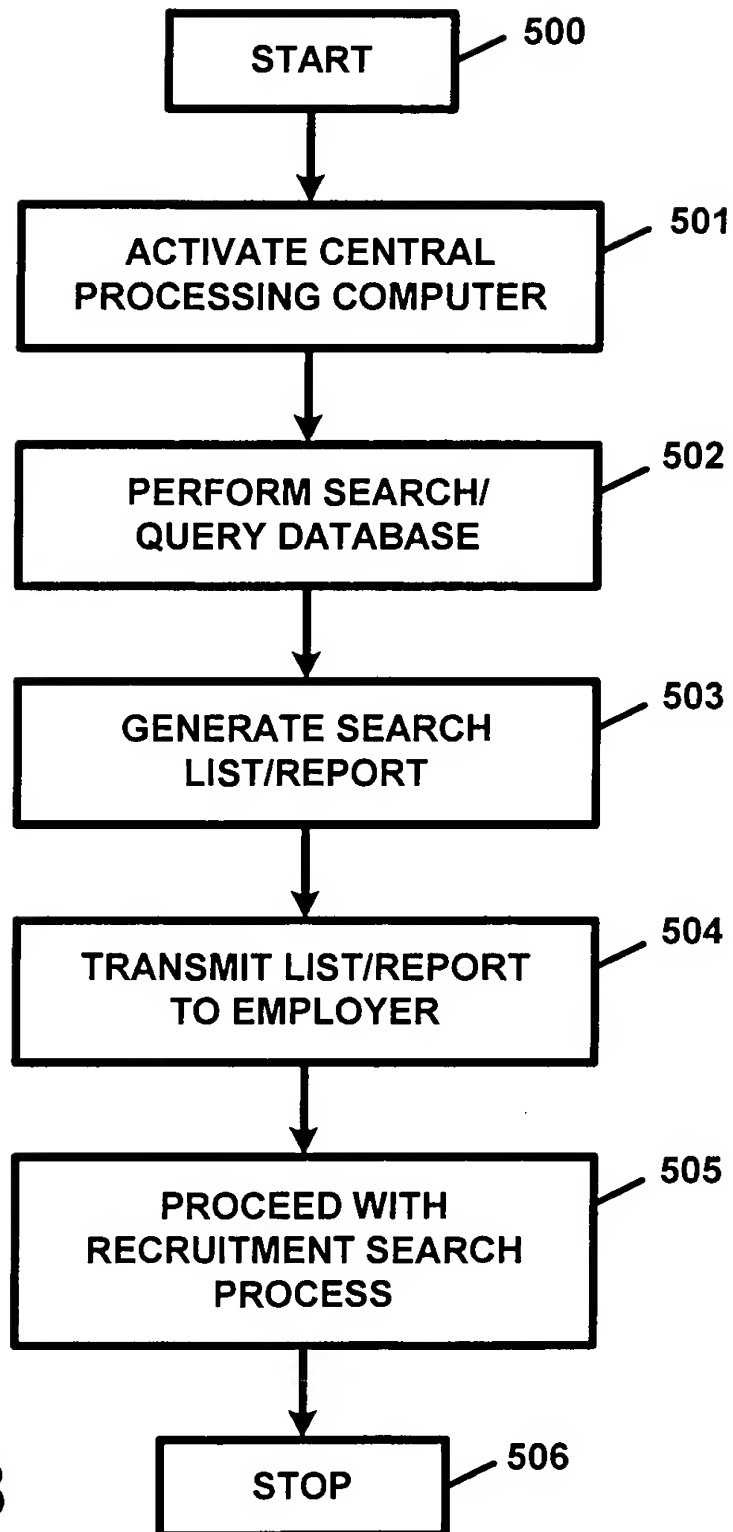 START
500
ACTIVATE CENTRAL
PROCESSING COMPUTER
501
PERFORM SEARCH/
QUERY DATABASE
502
GENERATE SEARCH
LIST/REPORT
503
TRANSMIT LIST/REPORT
TO EMPLOYER
504
PROCEED WITH
RECRUITMENT SEARCH
PROCESS
505
STOP
506